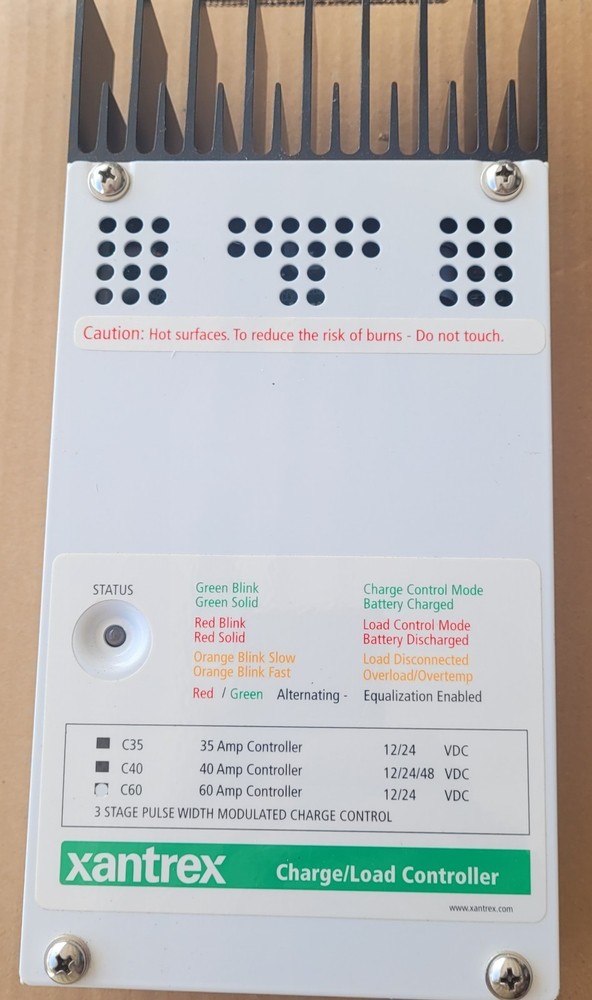 Caution: Hot surfaces. To reduce the risk of burns - Do not touch.
STATUS
Green Blink Charge Control Mode
Green Solid Battery Charged
Red Blink Load Control Mode
Red Solid Battery Discharged
Orange Blink Slow Load Disconnected
Orange Blink Fast Overload/Overtemp
Red / Green Alternating - Equalization Enabled
C35 35 Amp Controller 12/24 VDC
C40 40 Amp Controller 12/24/48 VDC
C60 60 Amp Controller 12/24 VDC
3 STAGE PULSE WIDTH MODULATED CHARGE CONTROL
xantrex Charge/Load Controller
www.xantrex.com